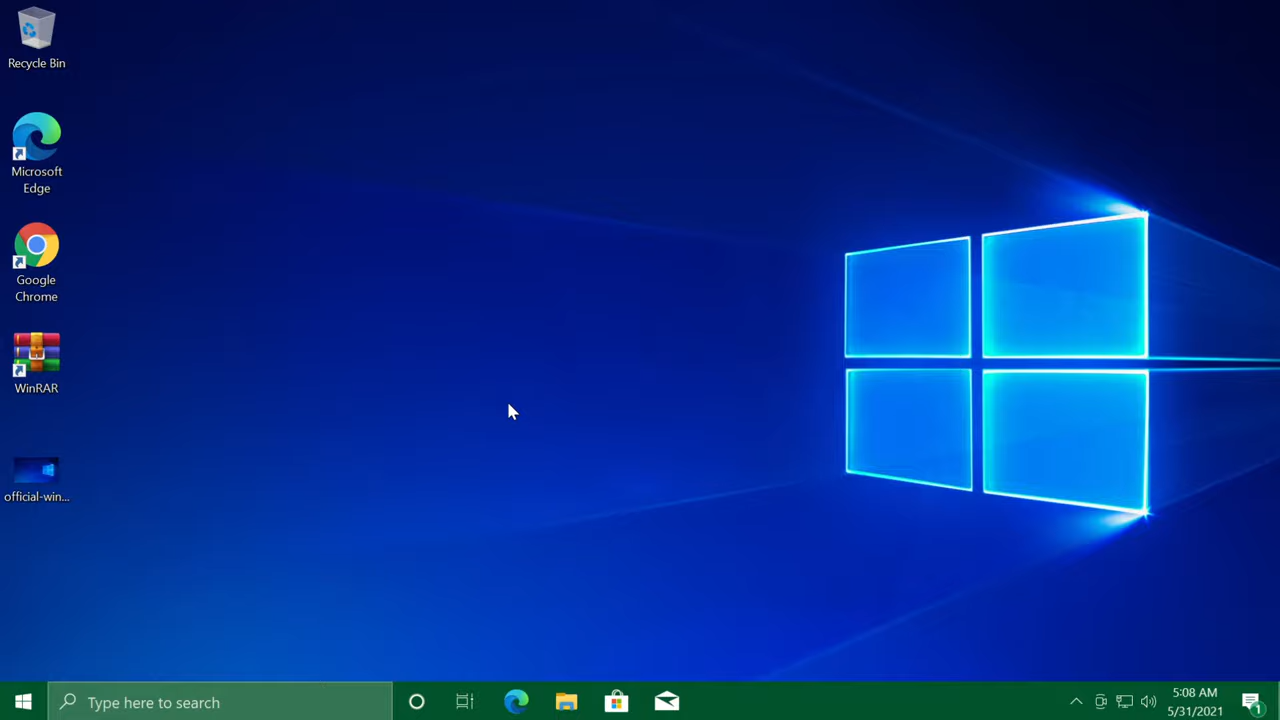 Recycle Bin
Microsoft
Edge
Google
Chrome
WinRAR
official-win...
Type here to search
5:08 AM
5/31/2021
1